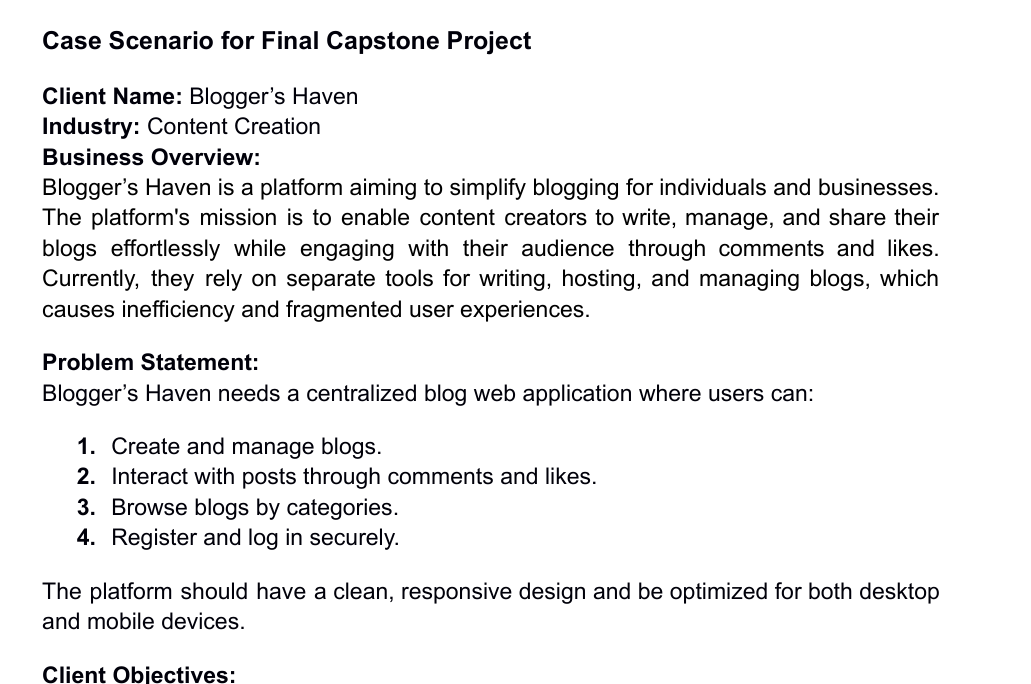 Case Scenario for Final Capstone Project
Client Name: Blogger’s Haven
Industry: Content Creation
Business Overview:
Blogger’s Haven is a platform aiming to simplify blogging for individuals and businesses.
The platform's mission is to enable content creators to write, manage, and share their
blogs effortlessly while engaging with their audience through comments and likes.
Currently, they rely on separate tools for writing, hosting, and managing blogs, which
causes inefficiency and fragmented user experiences.
Problem Statement:
Blogger’s Haven needs a centralized blog web application where users can:
1. Create and manage blogs.
2. Interact with posts through comments and likes.
3. Browse blogs by categories.
4. Register and log in securely.
The platform should have a clean, responsive design and be optimized for both desktop
and mobile devices.
Client Objectives: